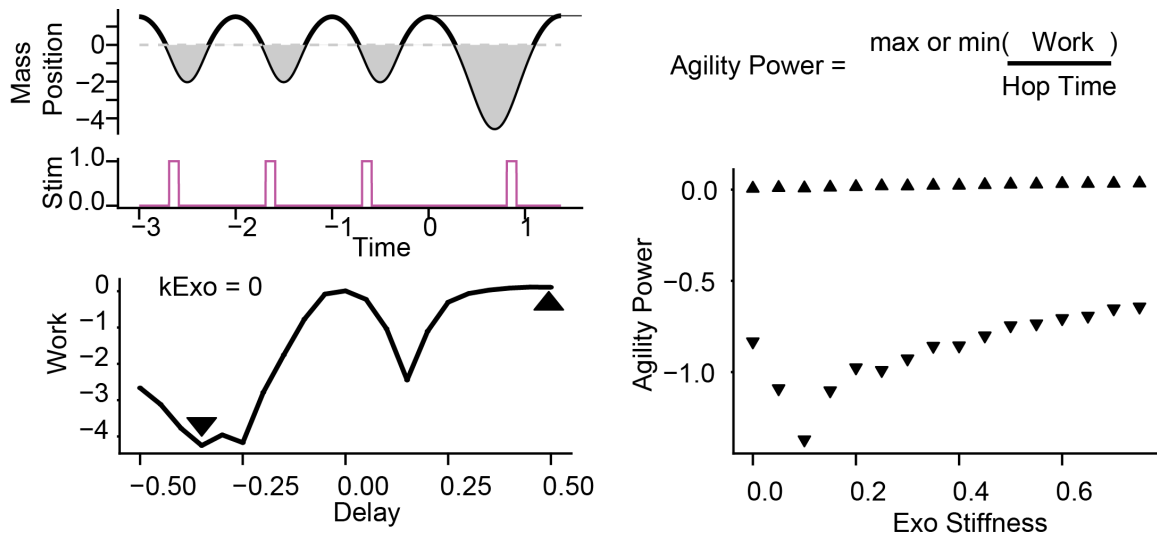 Mass
Position
0
−2
−4
Stim
1.0
0.0
−3
−2
−1
0
1
Time
kExo = 0
Work
0
−1
−2
−3
−4
−0.50
−0.25
0.00
0.25
0.50
Delay
Agility Power =
max or min( Work )
Hop Time
Agility Power
0.0
−0.5
−1.0
0.0
0.2
0.4
0.6
Exo Stiffness